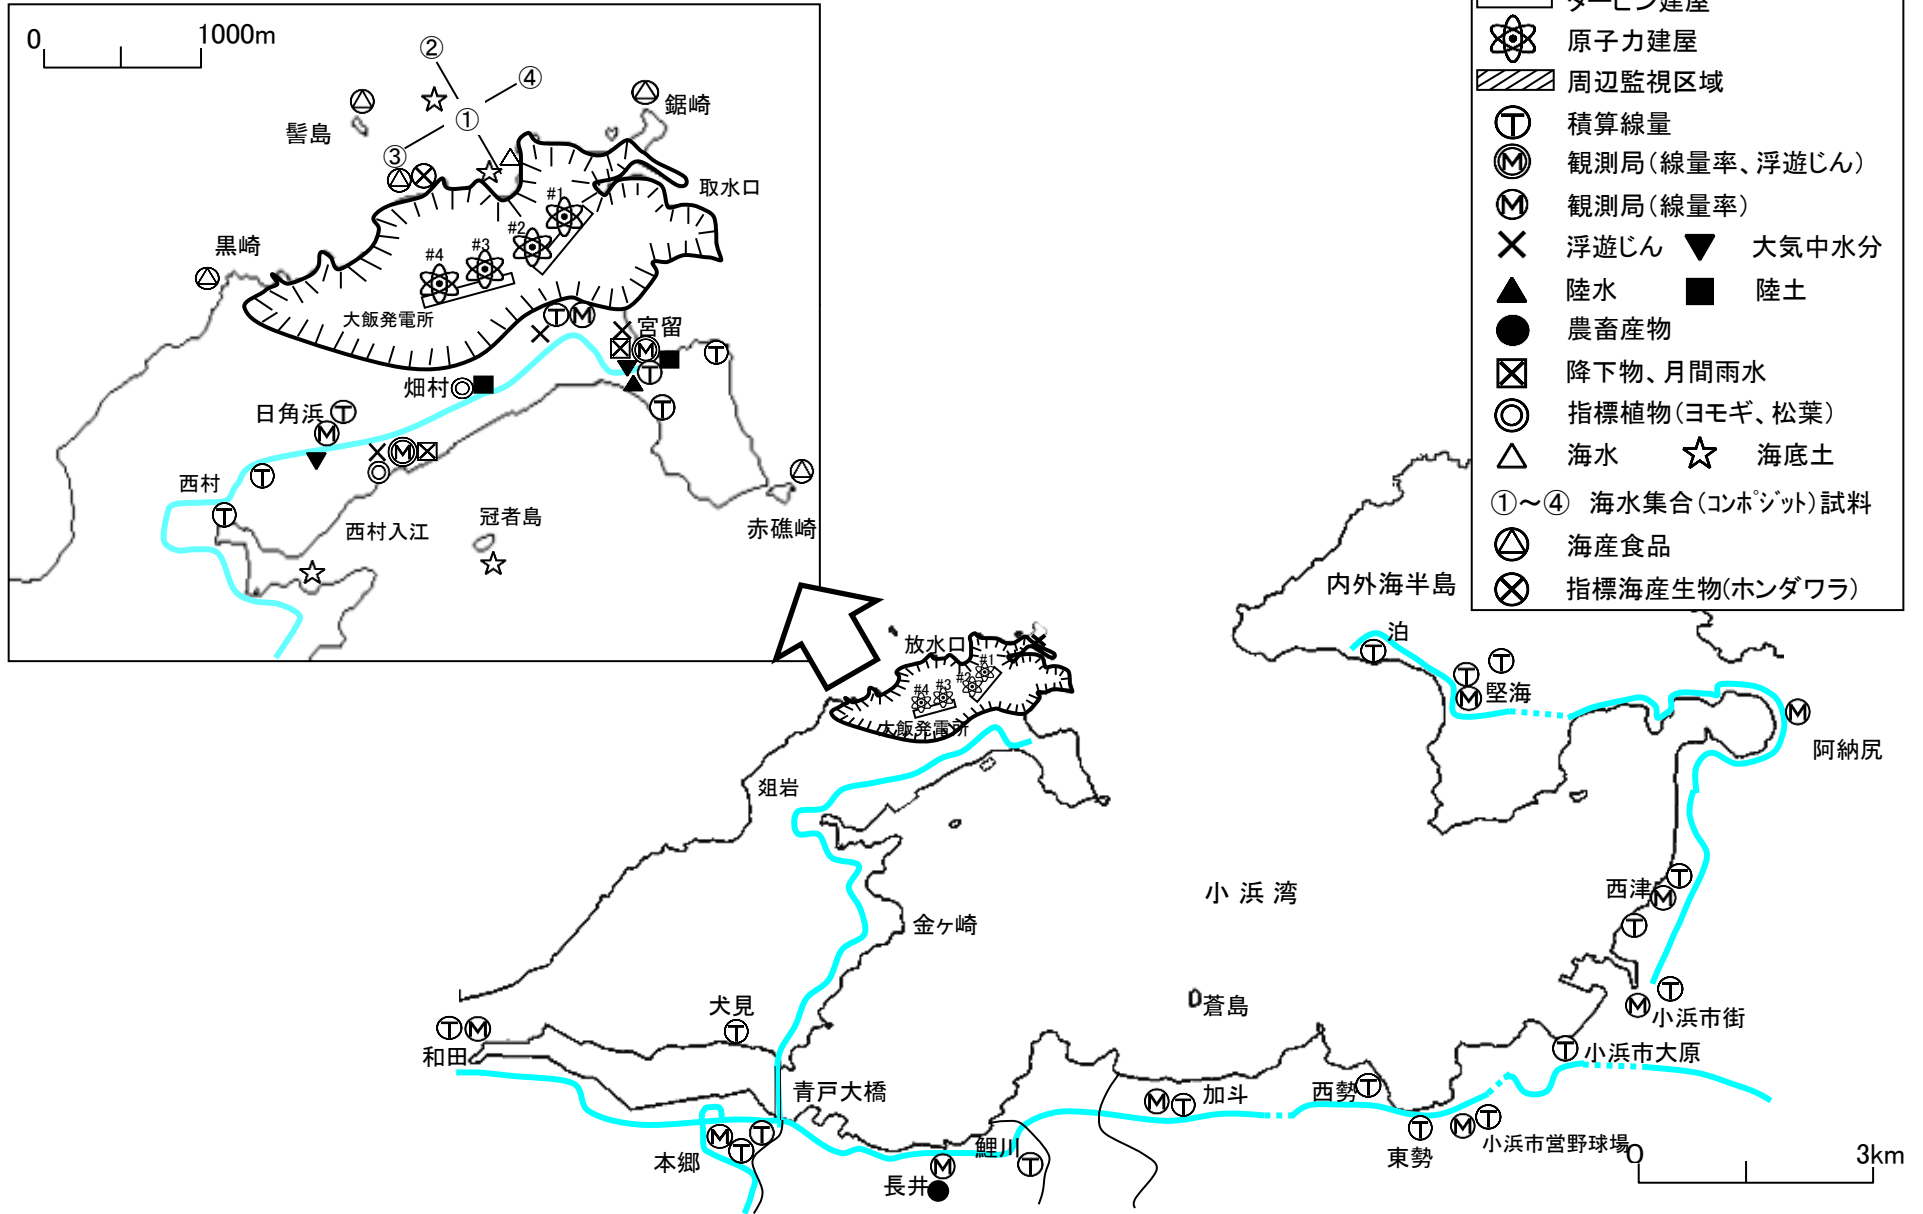 0 1000m
②
④
①
③
髻島
鋸崎
取水口
黒崎
#1
#2
#3
#4
大飯発電所
宮留
畑村
日角浜
西村
西村入江
冠者島
赤礁崎
タービン建屋
原子力建屋
周辺監視区域
T 積算線量
M 観測局(線量率、浮遊じん)
M 観測局(線量率)
浮遊じん 大気中水分
陸水 陸土
農畜産物
降下物、月間雨水
指標植物(ヨモギ、松葉)
海水 海底土
①～④ 海水集合(ｺﾝﾎﾟｼﾞｯﾄ)試料
海産食品
指標海産生物(ホンダワラ)
放水口
#1
#2
#3
#4
大飯発電所
内外海半島
泊
堅海
阿納尻
爼岩
小浜湾
西津
金ヶ崎
蒼島
犬見
和田
小浜市街
小浜市大原
青戸大橋
加斗
西勢
本郷
鯉川
長井
東勢
小浜市営野球場
0 3km